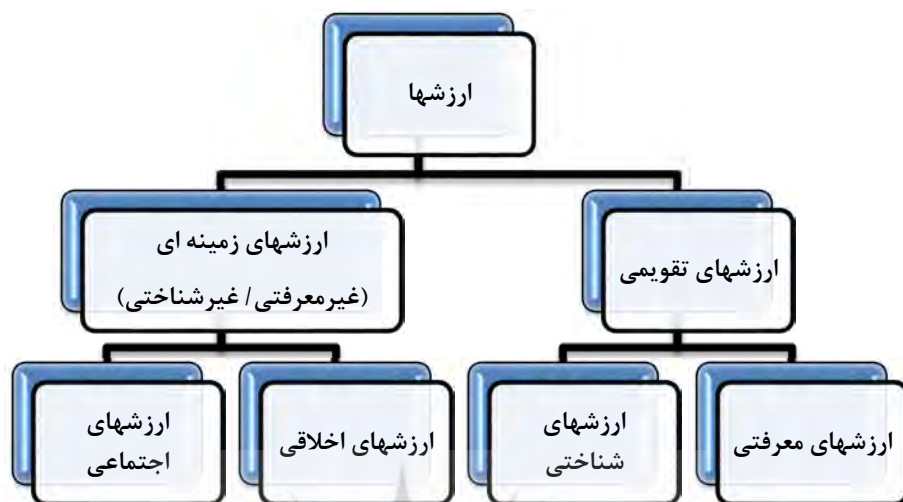 ارزشها
ارزشهای تقویمی
ارزشهای زمینه ای
(غیرمعرفتی/ غیرشناختی)
ارزشهای معرفتی
ارزشهای
شناختی
ارزشهای اخلاقی
ارزشهای
اجتماعی